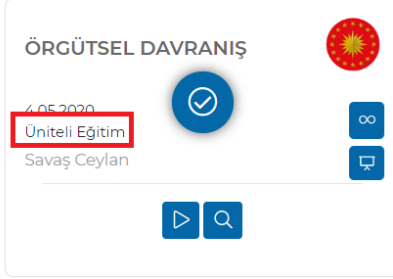 ÖRGÜTSEL DAVRANIŞ
4.05.2020
Üniteli Eğitim
Savaş Ceylan